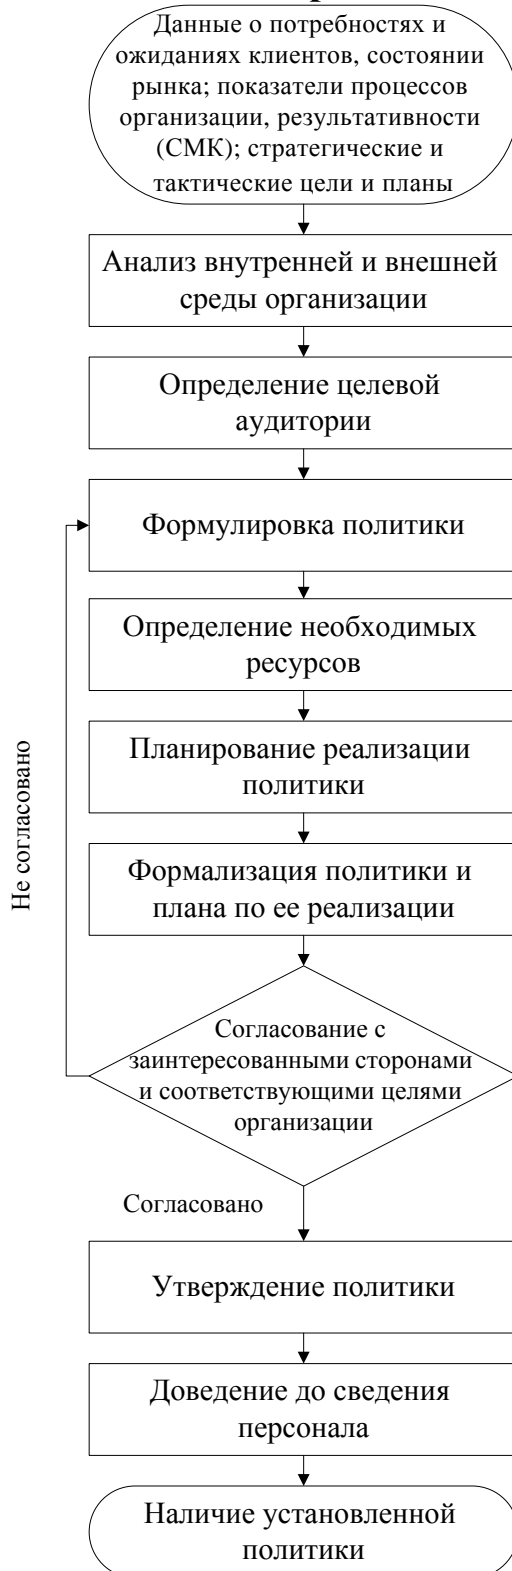 Данные о потребностях и
ожиданиях клиентов, состоянии
рынка; показатели процессов
организации, результативности
(СМК); стратегические и
тактические цели и планы
Анализ внутренней и внешней
среды организации
Определение целевой
аудитории
Формулировка политики
Определение необходимых
ресурсов
Планирование реализации
политики
Формализация политики и
плана по ее реализации
Не согласовано
Согласование с
заинтересованными сторонами
и соответствующими целями
организации
Согласовано
Утверждение политики
Доведение до сведения
персонала
Наличие установленной
политики